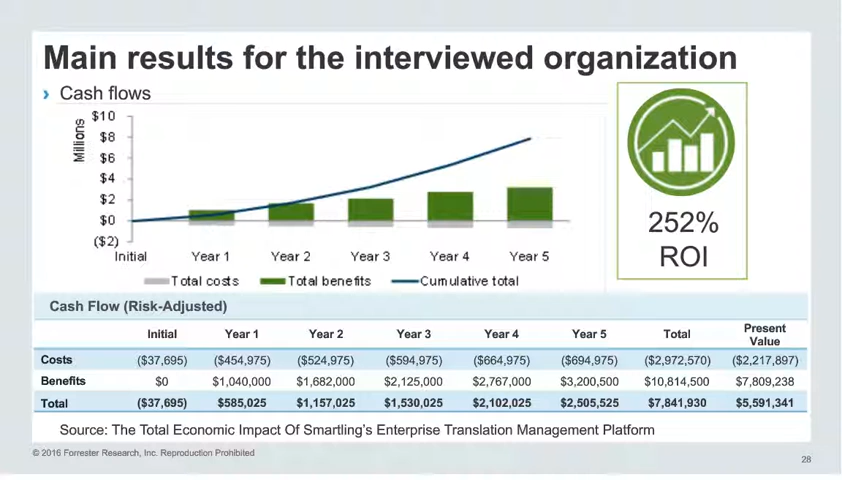 Main results for the interviewed organization
› Cash flows
Millions
$10
$8
$6
$4
$2
$0
($2)
Initial Year 1 Year 2 Year 3 Year 4 Year 5
Total costs Total benefits Cumulative total
252%
ROI
Cash Flow (Risk-Adjusted)
Initial Year 1 Year 2 Year 3 Year 4 Year 5 Total Present Value
Costs ($37,695) ($454,975) ($524,975) ($594,975) ($664,975) ($694,975) ($2,972,570) ($2,217,897)
Benefits $0 $1,040,000 $1,682,000 $2,125,000 $2,767,000 $3,200,500 $10,814,500 $7,809,238
Total ($37,695) $585,025 $1,157,025 $1,530,025 $2,102,025 $2,505,525 $7,841,930 $5,591,341
Source: The Total Economic Impact Of Smartling's Enterprise Translation Management Platform
© 2016 Forrester Research, Inc. Reproduction Prohibited
28